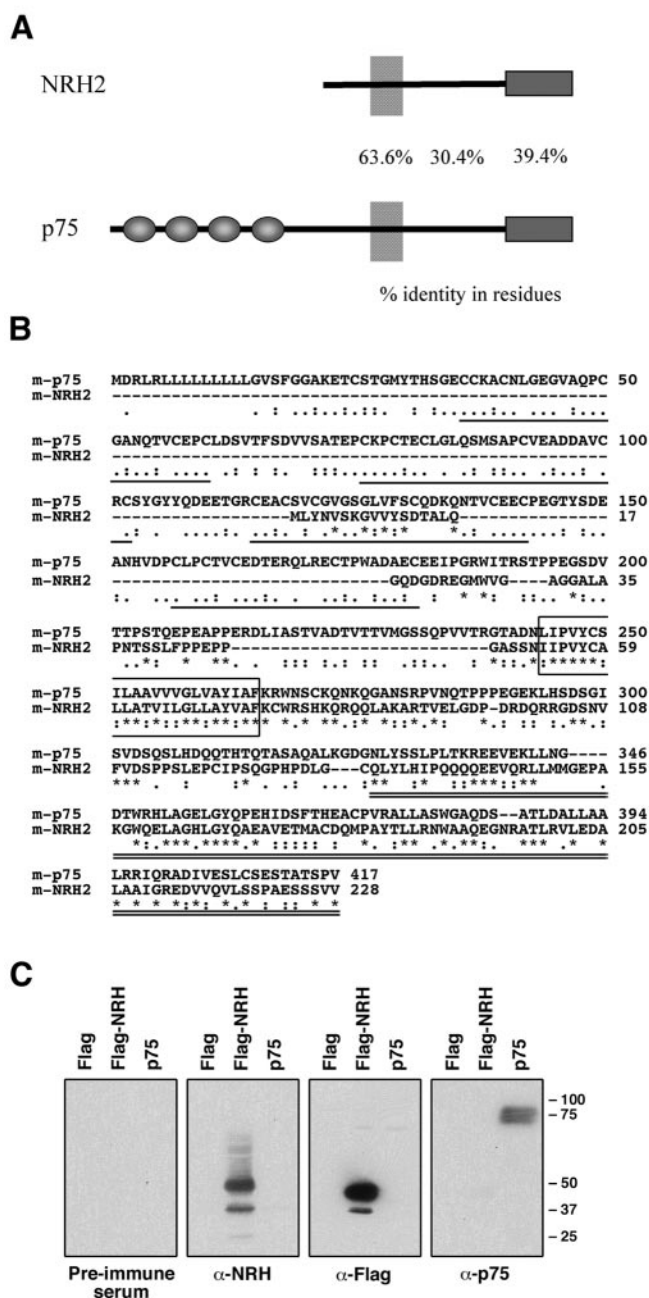 A
NRH2
63.6% 30.4% 39.4%
p75
% identity in residues
B
m-p75 MDRLRLLLLLLLLLGVSFGGAKETCSTGMYTHSGECCKACNLGEGVAQPC 50
m-NRH2 --------------------------------------------------
m-p75 GANQTVCEPCLDSVTFSDVVSATEPCKPCTECLGLQSMSAPCVEADDAVC 100
m-NRH2 --------------------------------------------------
m-p75 RCSYGYYQDEETGRCEACSVCGVGSGLVFSCQDKQNTVCEECPEGTYSDE 150
m-NRH2 ------------------MLYNVSKGVVYSDTALQ--------------- 17
m-p75 ANHVDPCLPCTVCEDTERQLRECTPWADAECEEIPGRWITRSTPPEGSDV 200
m-NRH2 ----------------------------GQDGDREGMWVG----AGGALA 35
m-p75 TTPSTQEPEAPPERDLIASTVADTVTTVMGSSQPVVTRGTADNLIPVYCS 250
m-NRH2 PNTSSLFPPEPP--------------------------GASSNIIPVYCA 59
m-p75 ILAAVVVGLVAYIAFKRWNSCKQNKQGANSRPVNQTPPPEGEKLHSDSGI 300
m-NRH2 LLATVILGLLAYVAFKCWRSHKQRQQLAKARTVELGDP-DRDQRRGDSNV 108
m-p75 SVDSQSLHDQQTHTQTASAQALKGDGNLYSSLPLTKREEVEKLLNG---- 346
m-NRH2 FVDSPPSLEPCIPSQGPHPDLG---CQLYLHIPQQQQEEVQRLLMMGEPA 155
m-p75 DTWRHLAGELGYQPEHIDSFTHEACPVRALLASWGAQDS--ATLDALLAA 394
m-NRH2 KGWQELAGHLGYQAEAVETMACDQMPAYTLLRNWAAQEGNRATLRVLEDA 205
m-p75 LRRIQRADIVESLCSESTATSPV 417
m-NRH2 LAAIGREDVVQVLSSPAESSSVV 228
C
Flag Flag-NRH p75 Flag Flag-NRH p75 Flag Flag-NRH p75 Flag Flag-NRH p75
- 100
- 75
- 50
- 37
- 25
Pre-immune serum α-NRH α-Flag α-p75